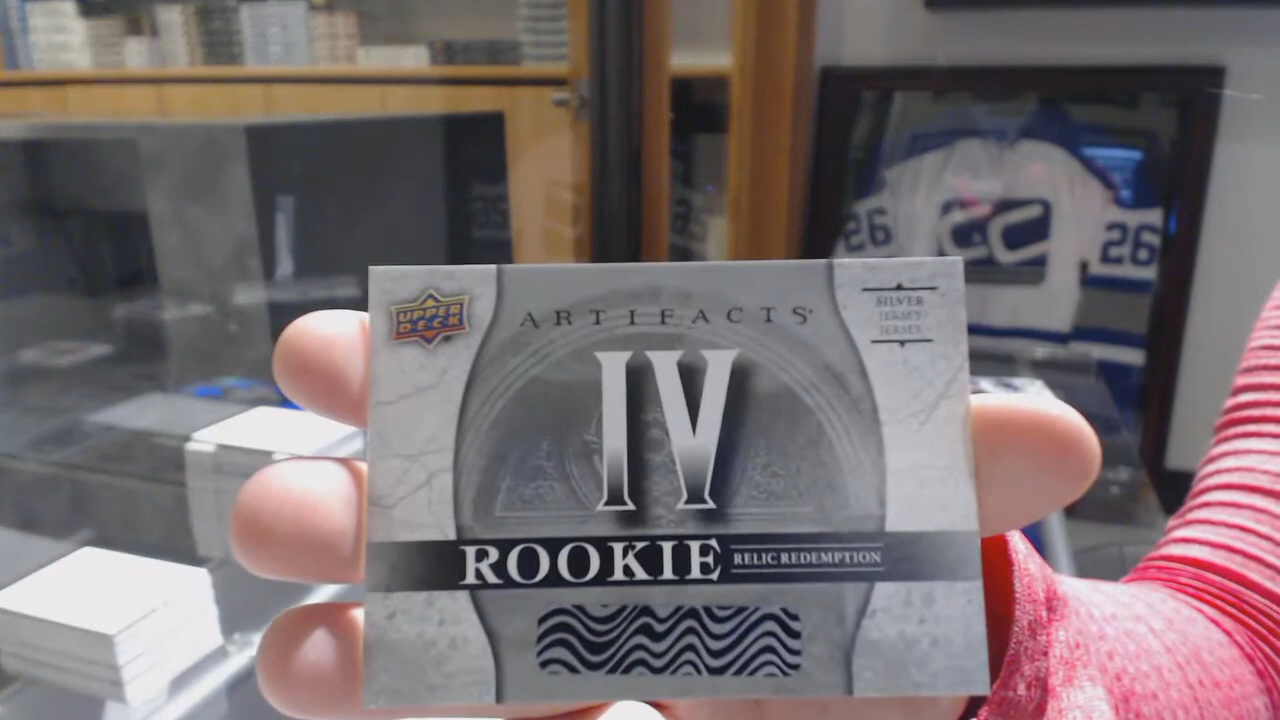 UPPER
DECK
ARTIFACTS
SILVER
JERSEY
JERSEY
IV
ROOKIE RELIC REDEMPTION
26
26